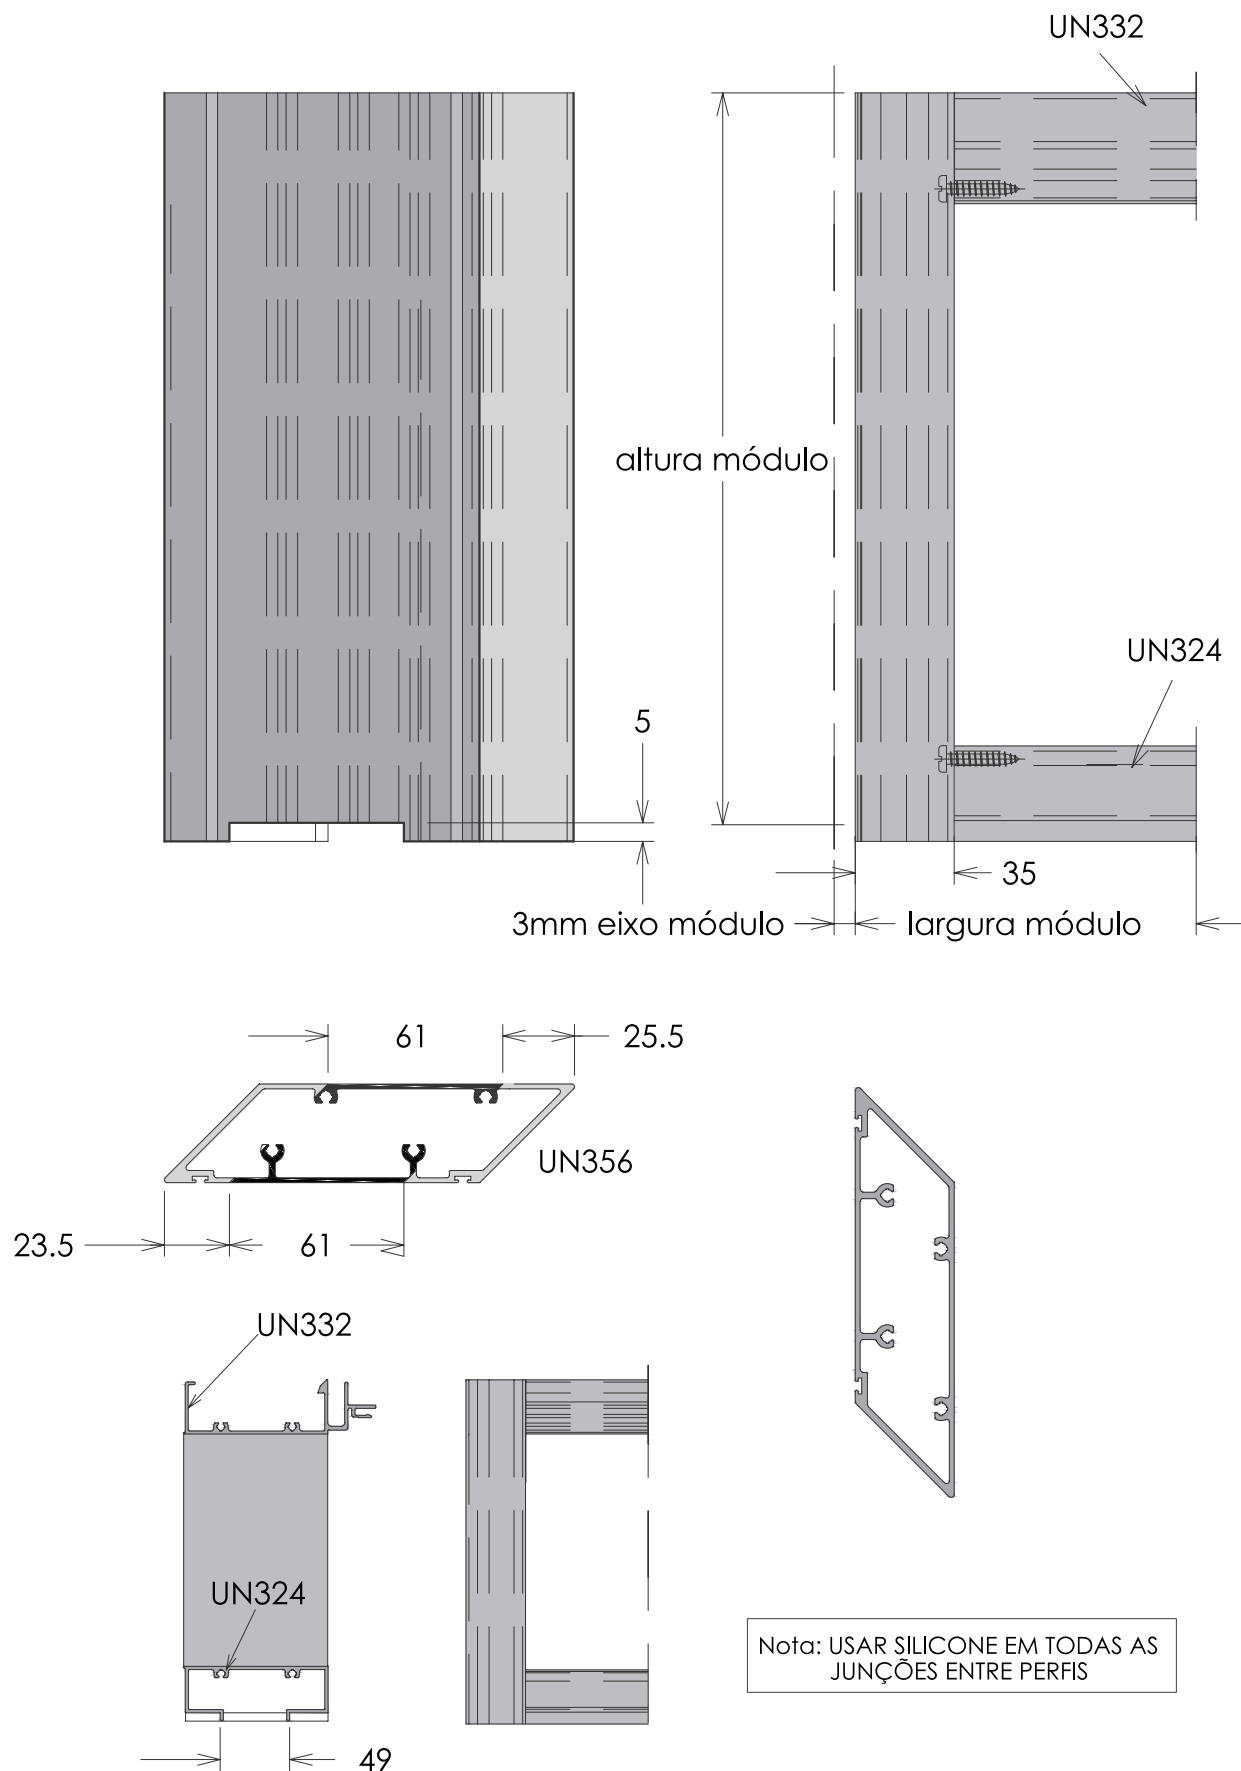 UN332
altura módulo
UN324
5
35
3mm eixo módulo
largura módulo
61
25.5
UN356
23.5
61
UN332
UN324
Nota: USAR SILICONE EM TODAS AS
JUNÇÕES ENTRE PERFIS
49